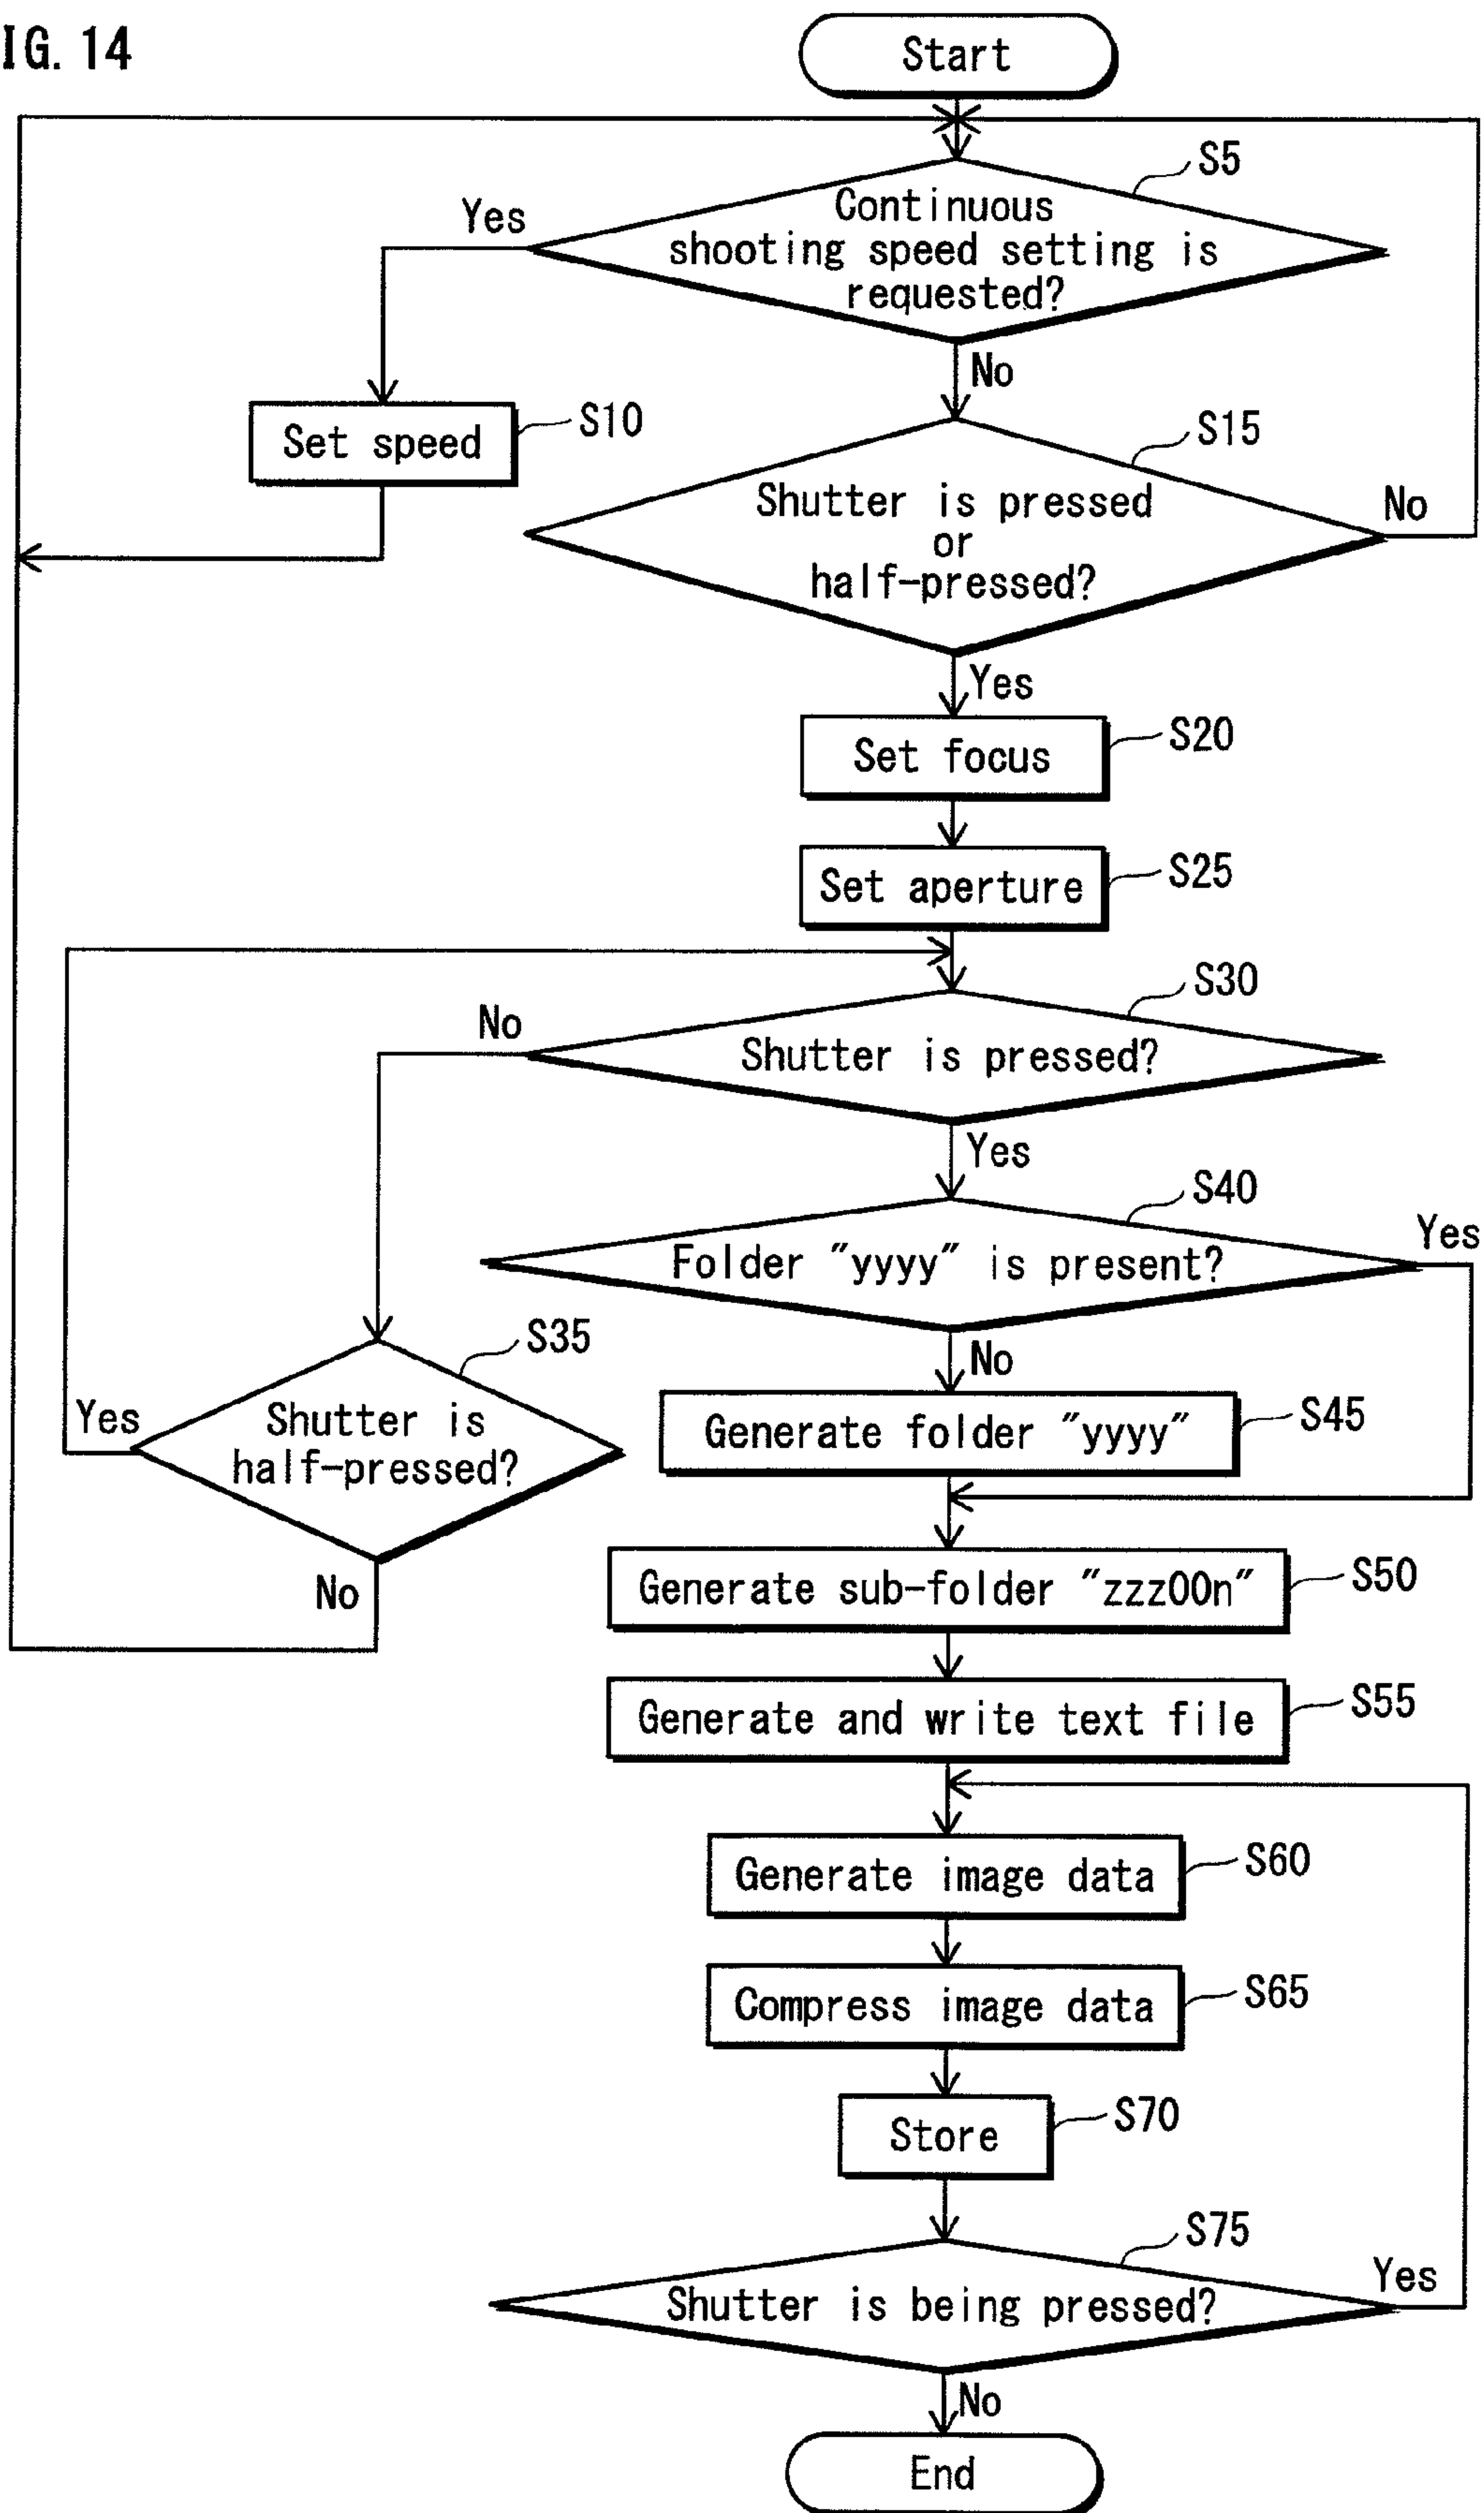 IG. 14
Start
S5
Continuous
shooting speed setting is
requested?
Yes
No
Set speed
S10
S15
Shutter is pressed
or
half-pressed?
No
Yes
Set focus
S20
Set aperture
S25
S30
No
Shutter is pressed?
Yes
S40
Folder "yyyy" is present?
Yes
No
S35
Shutter is
half-pressed?
Yes
No
Generate folder "yyyy"
S45
Generate sub-folder "zzz00n"
S50
Generate and write text file
S55
Generate image data
S60
Compress image data
S65
Store
S70
S75
Shutter is being pressed?
Yes
No
End